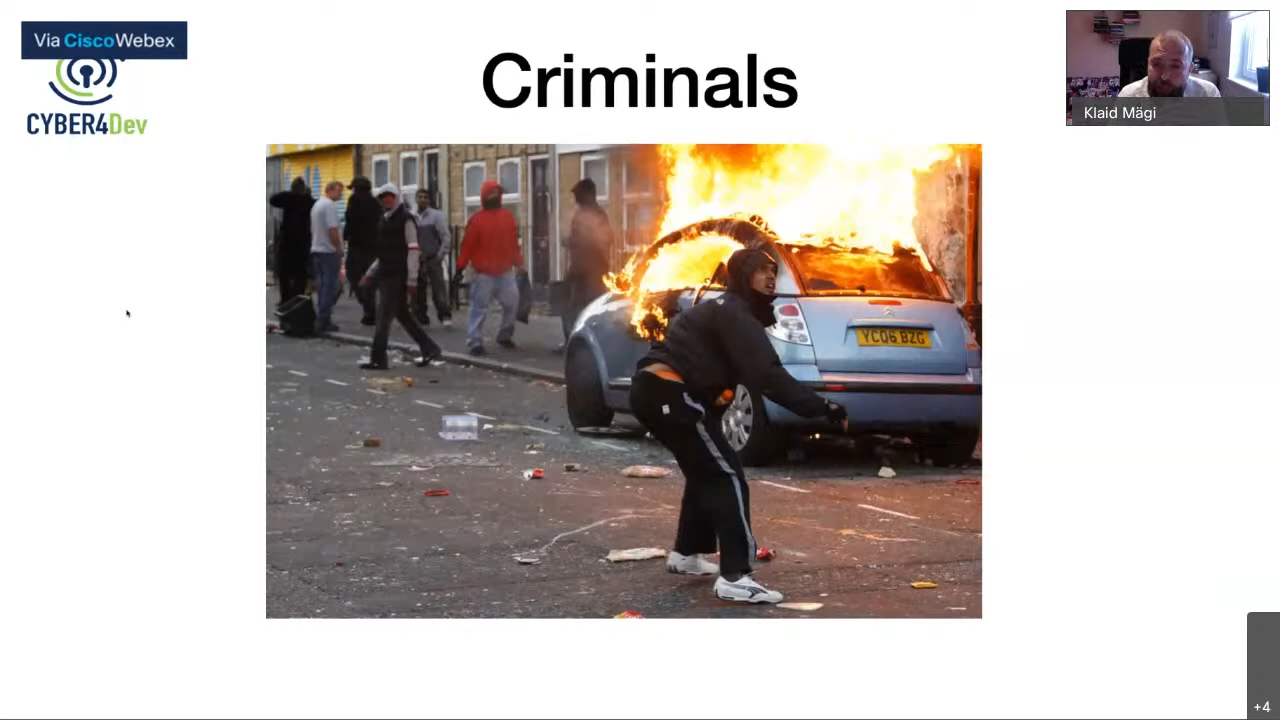 Via CiscoWebex
CYBER4Dev
Criminals
Klaid Mägi
YC06 BZG
+4